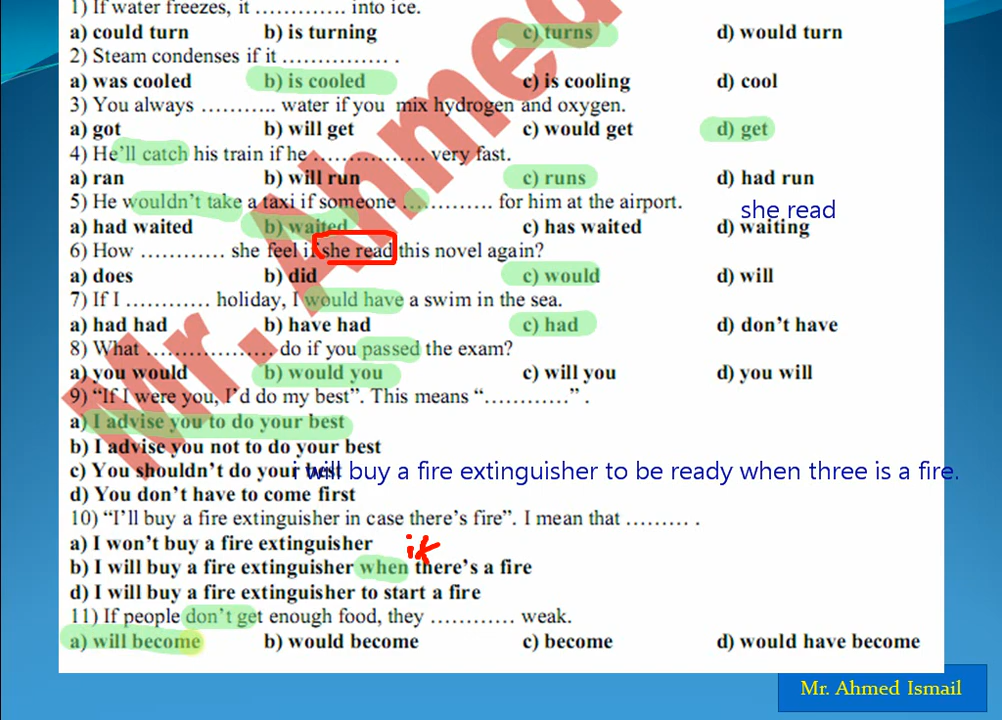 1) If water freezes, it …………. into ice.
a) could turn b) is turning c) turns d) would turn
2) Steam condenses if it …………… .
a) was cooled b) is cooled c) is cooling d) cool
3) You always ……….. water if you mix hydrogen and oxygen.
a) got b) will get c) would get d) get
4) He'll catch his train if he …………… very fast.
a) ran b) will run c) runs d) had run
5) He wouldn't take a taxi if someone …………. for him at the airport.
she read
a) had waited b) waited c) has waited d) waiting
6) How ………… she feel if she read this novel again?
a) does b) did c) would d) will
7) If I ………… holiday, I would have a swim in the sea.
a) had had b) have had c) had d) don't have
8) What ……………… do if you passed the exam?
a) you would b) would you c) will you d) you will
9) “If I were you, I'd do my best”. This means “…………” .
a) I advise you to do your best
b) I advise you not to do your best
c) You shouldn't do your best
i will buy a fire extinguisher to be ready when three is a fire.
d) You don't have to come first
10) “I'll buy a fire extinguisher in case there's fire”. I mean that ……… .
a) I won't buy a fire extinguisher
b) I will buy a fire extinguisher when there's a fire
d) I will buy a fire extinguisher to start a fire
11) If people don't get enough food, they ………… weak.
a) will become b) would become c) become d) would have become
Mr. Ahmed
Mr. Ahmed Ismail